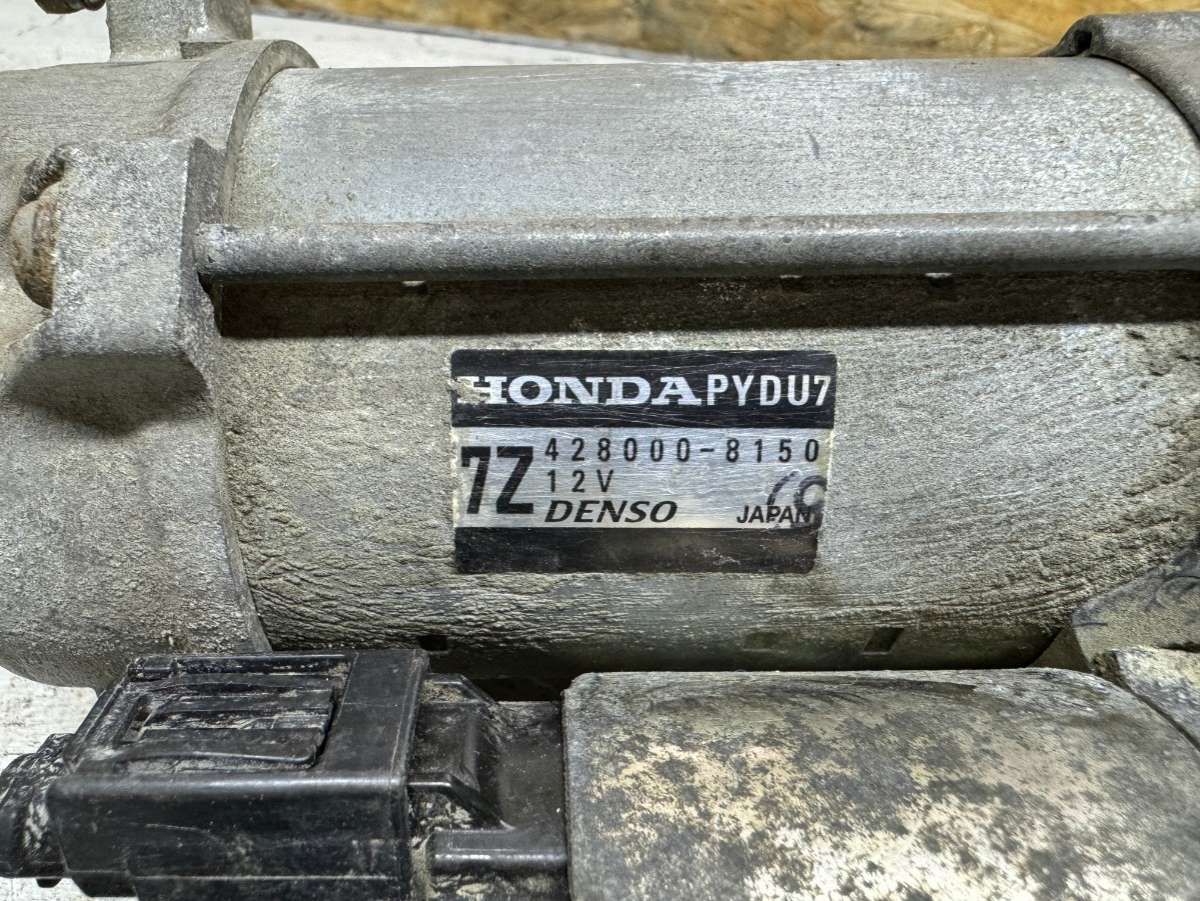 HONDA PYDU7
7Z 428000-8150
12V
DENSO JAPAN